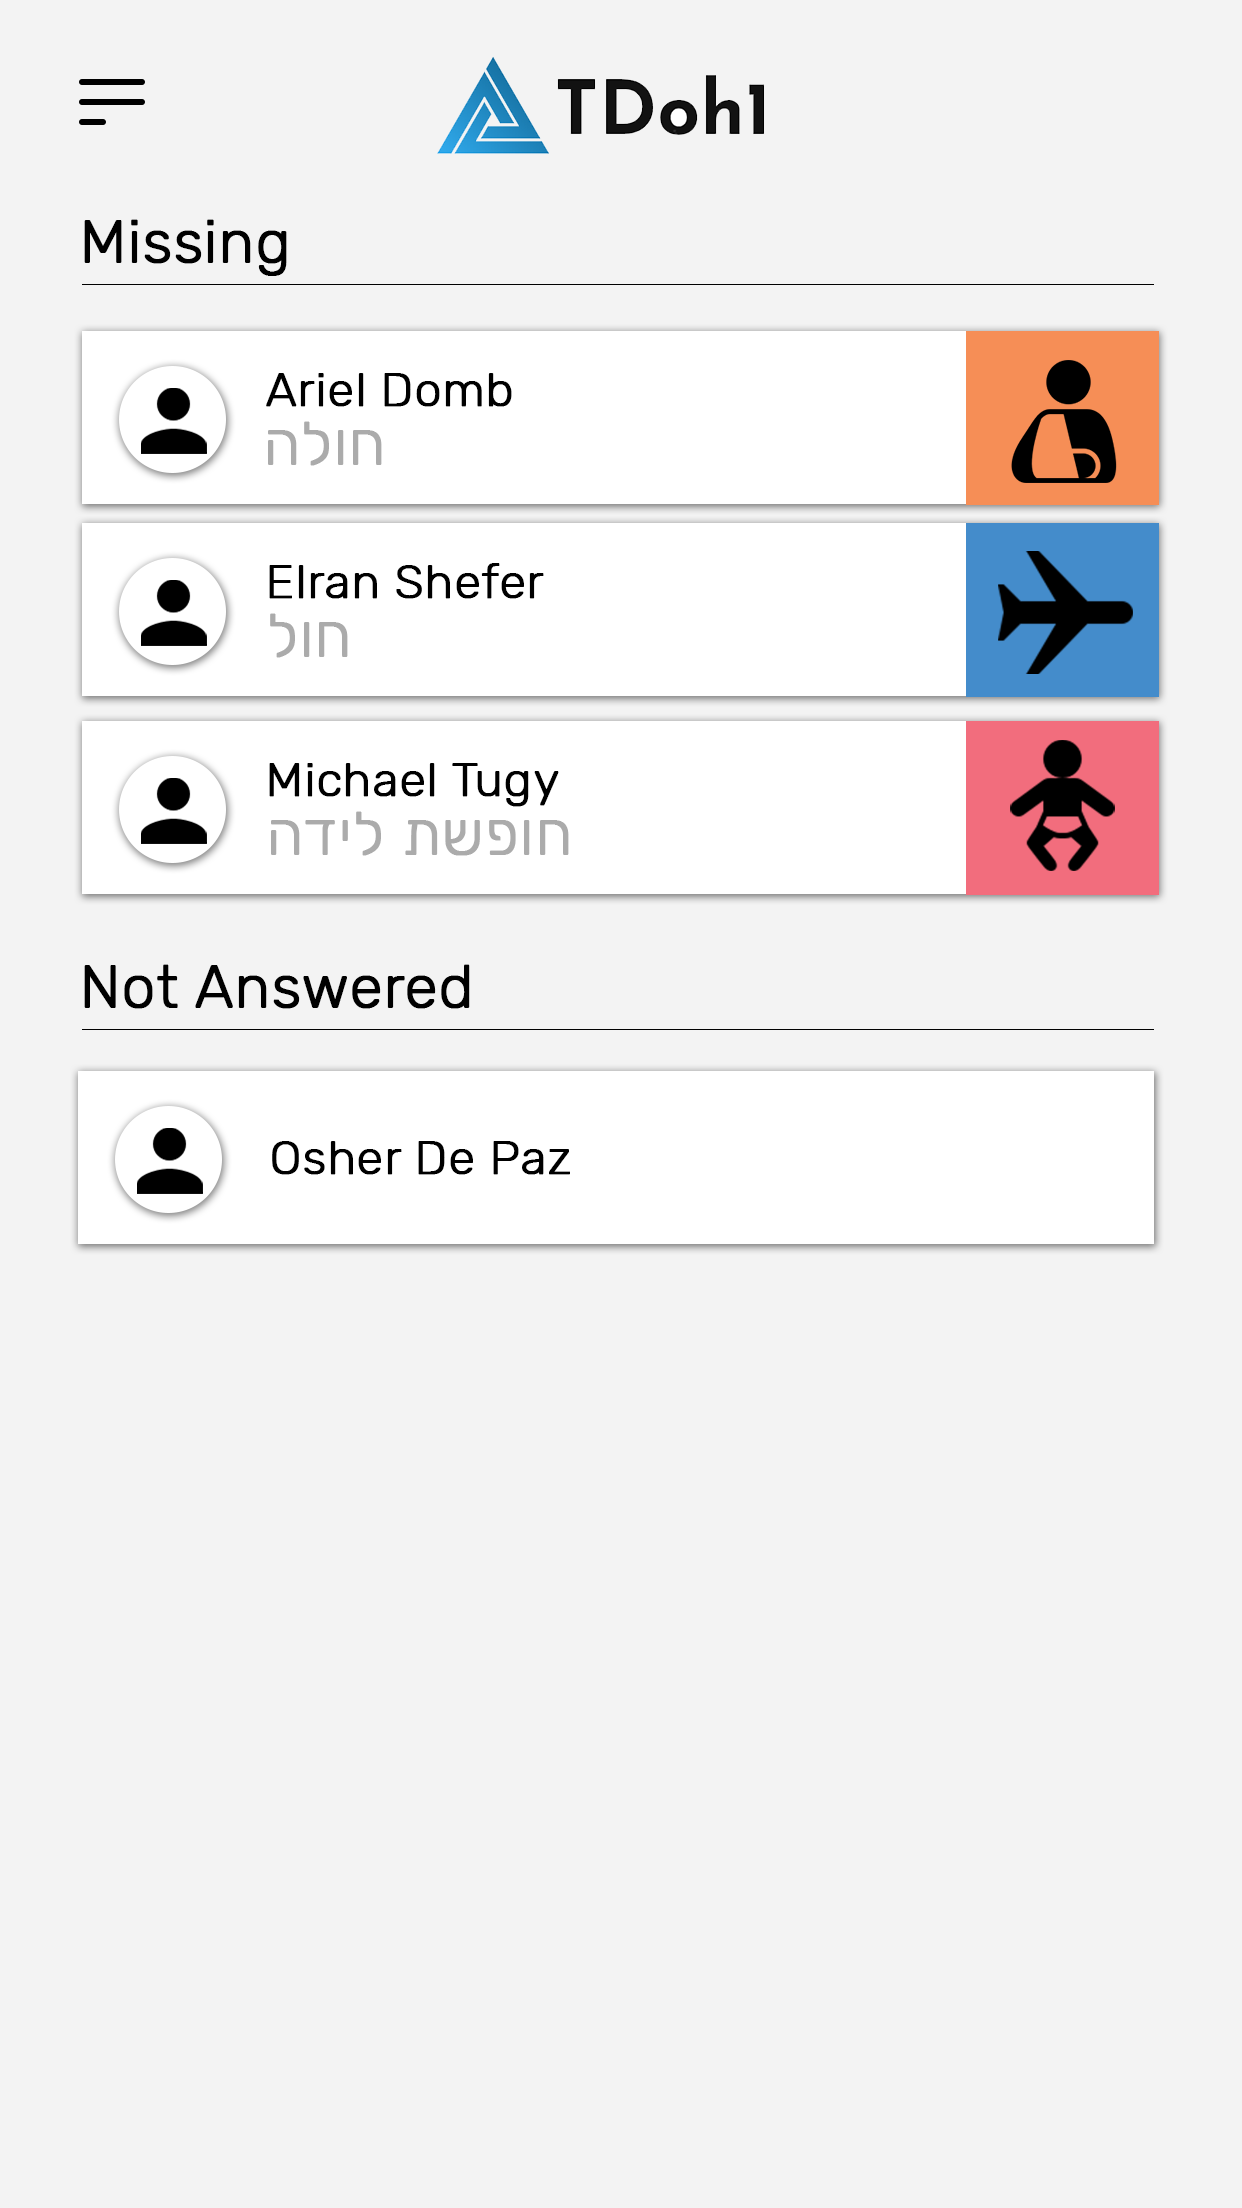 TDoh1
Missing
Ariel Domb
חולה
Elran Shefer
חול
Michael Tugy
חופשת לידה
Not Answered
Osher De Paz